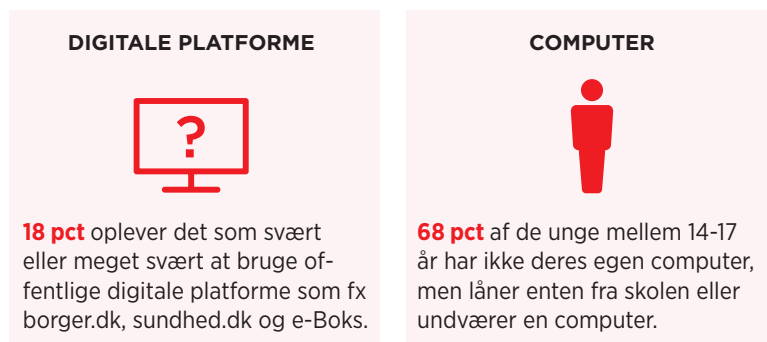 DIGITALE PLATFORME
?
18 pct oplever det som svært
eller meget svært at bruge of-
fentlige digitale platforme som fx
borger.dk, sundhed.dk og e-Boks.
COMPUTER
68 pct af de unge mellem 14-17
år har ikke deres egen computer,
men låner enten fra skolen eller
undværer en computer.